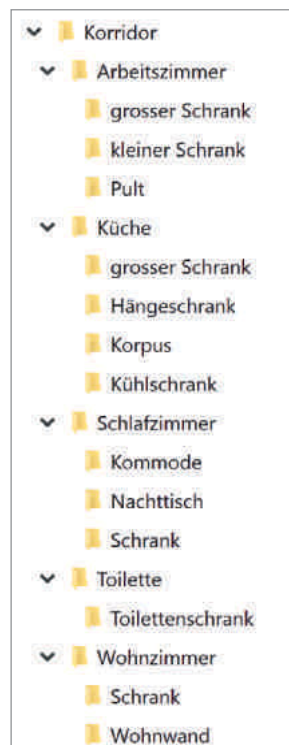 Korridor
Arbeitszimmer
grosser Schrank
kleiner Schrank
Pult
Küche
grosser Schrank
Hängeschrank
Korpus
Kühlschrank
Schlafzimmer
Kommode
Nachttisch
Schrank
Toilette
Toilettenschrank
Wohnzimmer
Schrank
Wohnwand